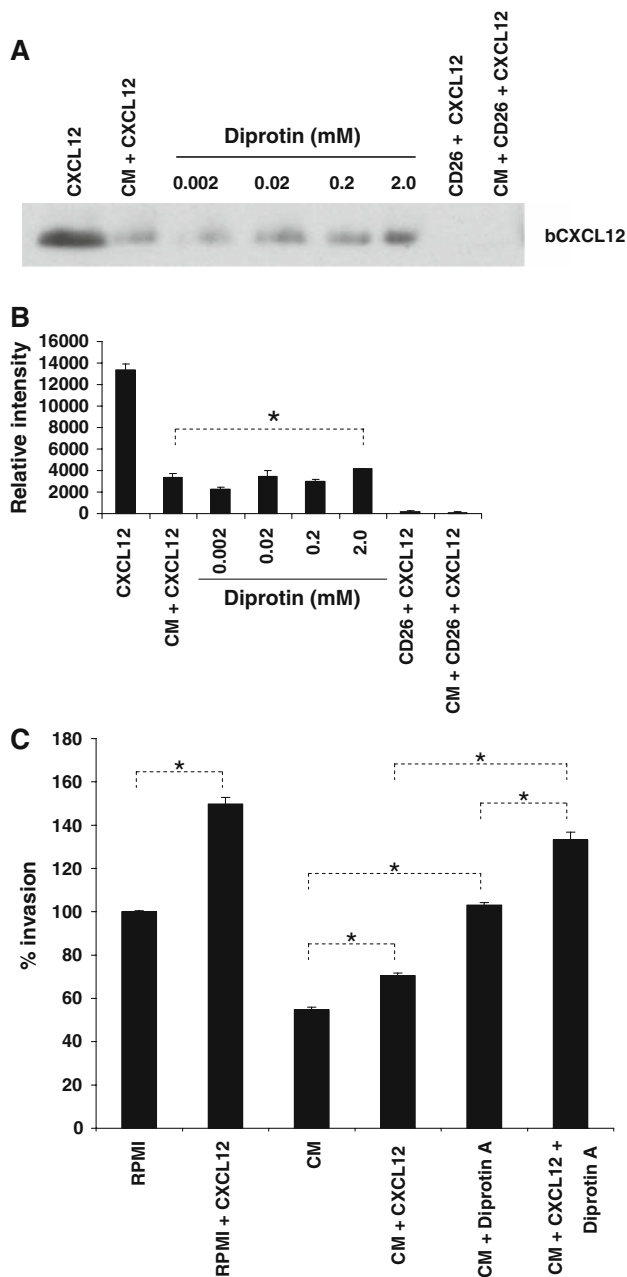 A
CXCL12
CM + CXCL12
Diprotin (mM)
0.002 0.02 0.2 2.0
CD26 + CXCL12
CM + CD26 + CXCL12
bCXCL12
B
Relative intensity
16000
14000
12000
10000
8000
6000
4000
2000
0
*
CXCL12
CM + CXCL12
0.002
0.02
0.2
2.0
Diprotin (mM)
CD26 + CXCL12
CM + CD26 + CXCL12
C
% invasion
180
160
140
120
100
80
60
40
20
0
*
*
*
*
*
RPMI
RPMI + CXCL12
CM
CM + CXCL12
CM + Diprotin A
CM + CXCL12 +
Diprotin A